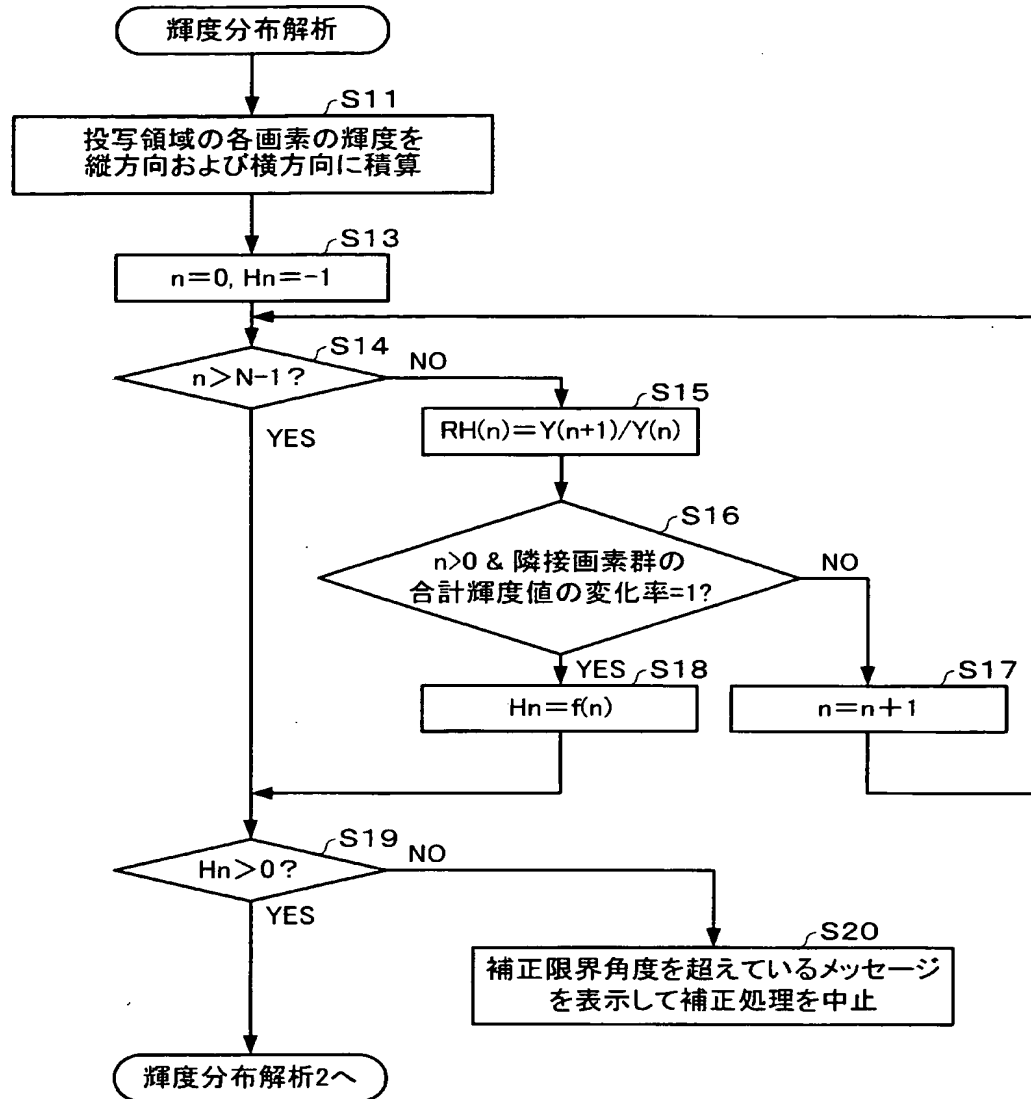 輝度分布解析
S11
投写領域の各画素の輝度を
縦方向および横方向に積算
S13
n=0, Hn=-1
S14
n>N-1?
NO
YES
S15
RH(n)=Y(n+1)/Y(n)
S16
n>0 & 隣接画素群の
合計輝度値の変化率=1?
NO
YES
S18
Hn=f(n)
S17
n=n+1
S19
Hn>0?
NO
YES
S20
補正限界角度を超えているメッセージ
を表示して補正処理を中止
輝度分布解析2へ